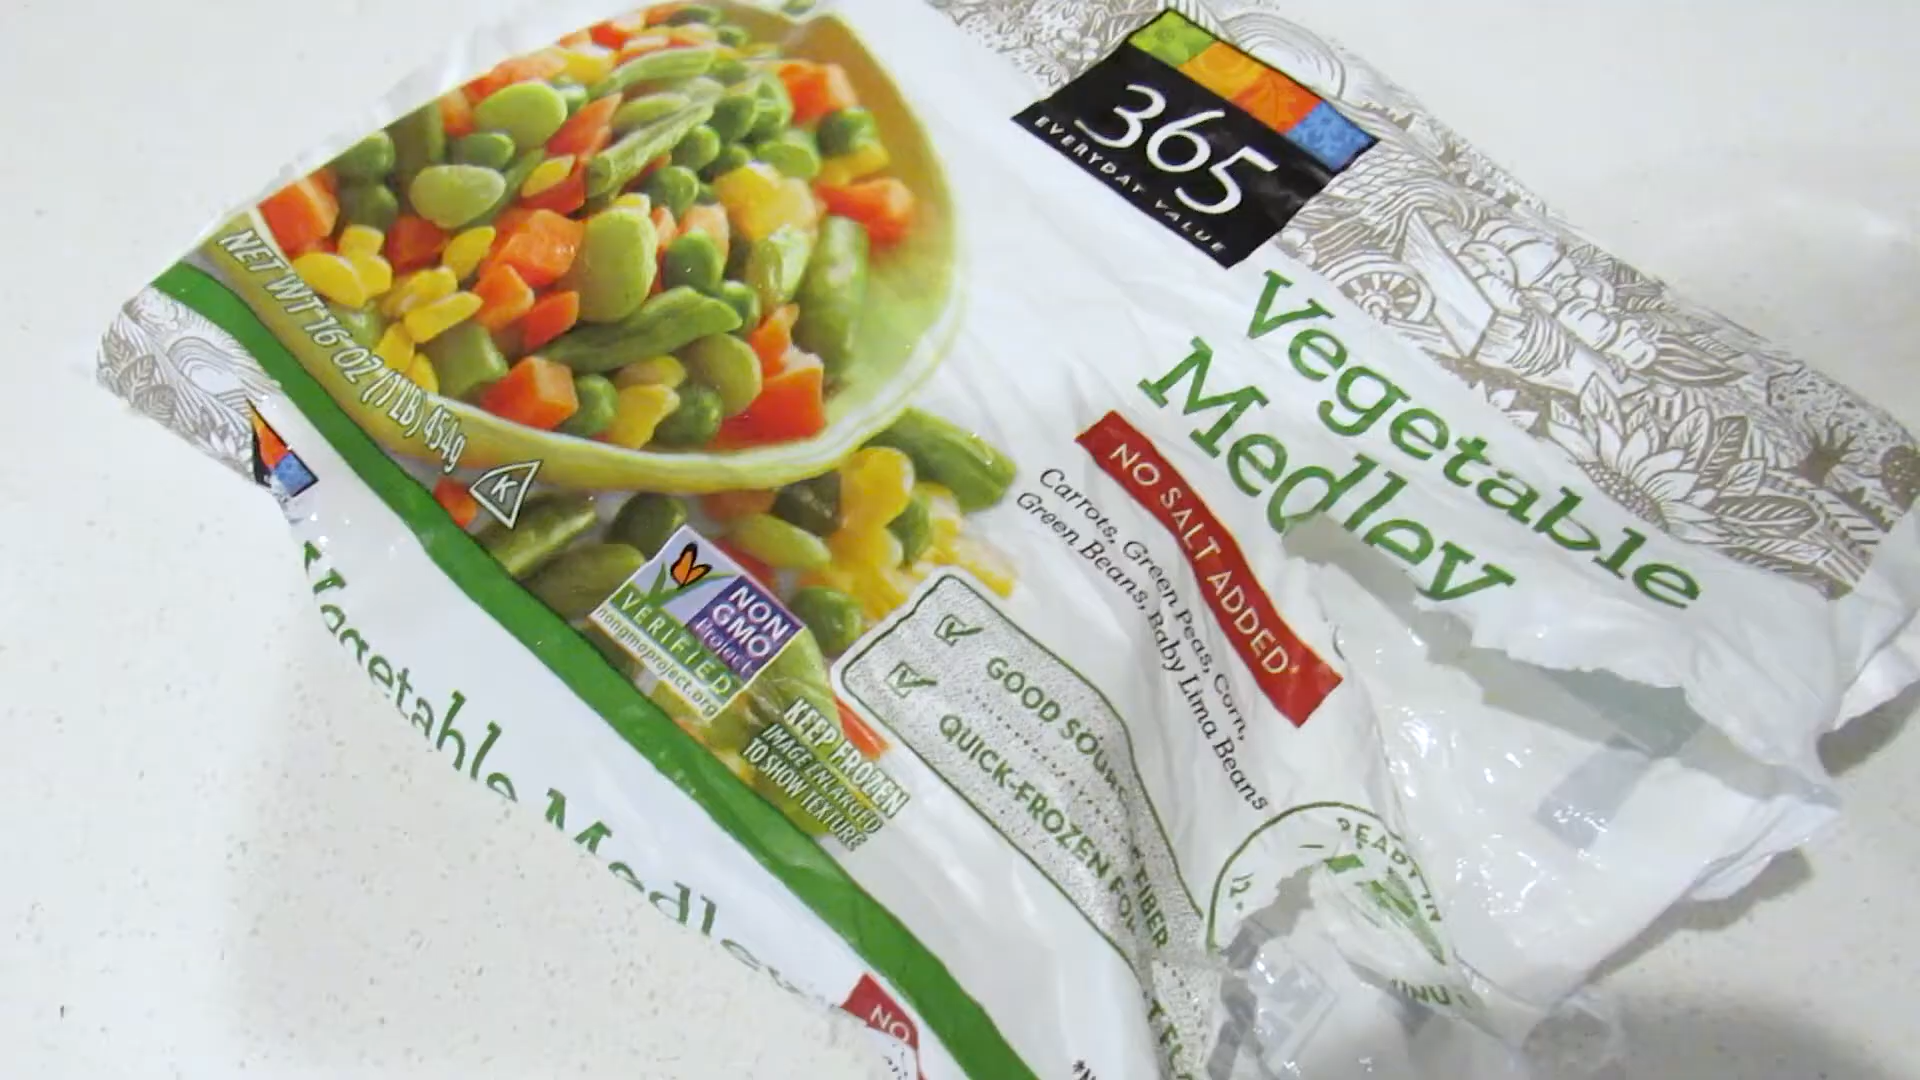 365
EVERYDAY VALUE
Vegetable
Medley
NO SALT ADDED*
Carrots, Green Peas, Corn,
Green Beans, Baby Lima Beans
NET WT 16 OZ (1 LB) 454g
K
NON
GMO
Project
VERIFIED
nongmoproject.org
KEEP FROZEN
IMAGE ENLARGED
TO SHOW TEXTURE
GOOD FIBER
QUICK-FROZEN
READY IN
Vegetable Medley
NO